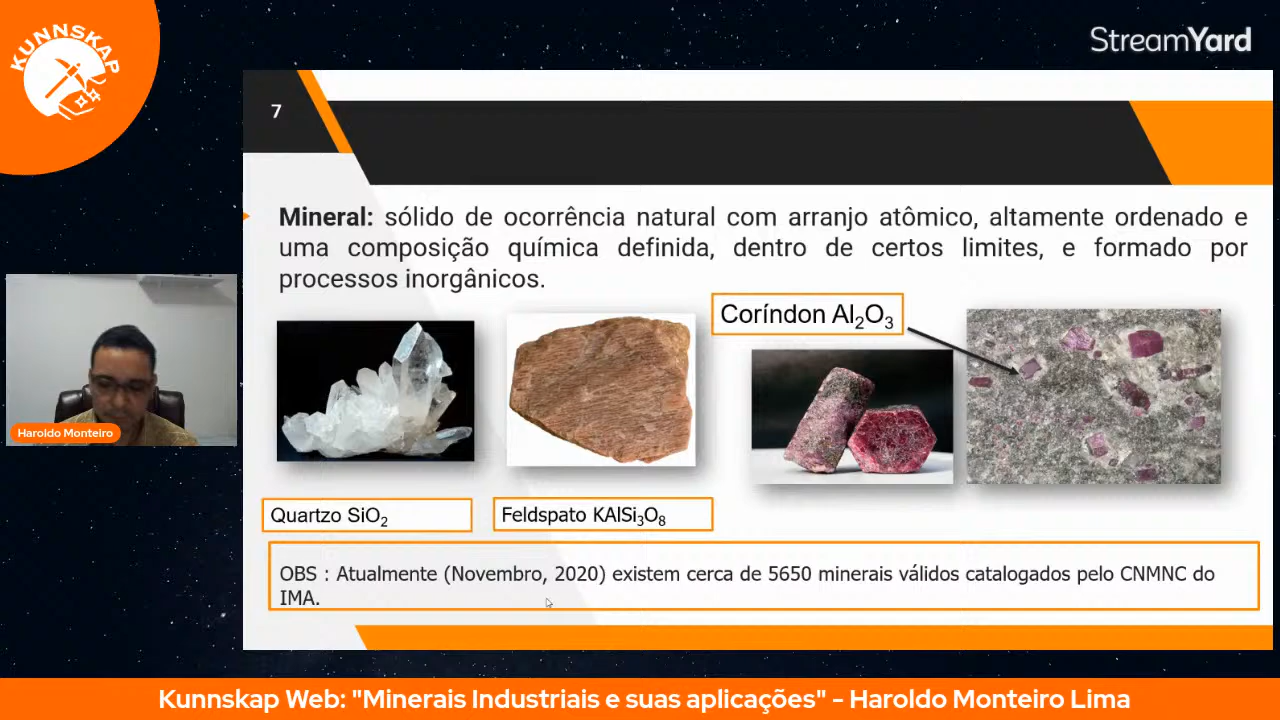 KUNNSKAP
StreamYard
7
Mineral: sólido de ocorrência natural com arranjo atômico, altamente ordenado e
uma composição química definida, dentro de certos limites, e formado por
processos inorgânicos.
Coríndon Al₂O₃
Haroldo Monteiro
Quartzo SiO₂
Feldspato KAlSi₃O₈
OBS : Atualmente (Novembro, 2020) existem cerca de 5650 minerais válidos catalogados pelo CNMNC do
IMA.
Kunnskap Web: "Minerais Industriais e suas aplicações" - Haroldo Monteiro Lima